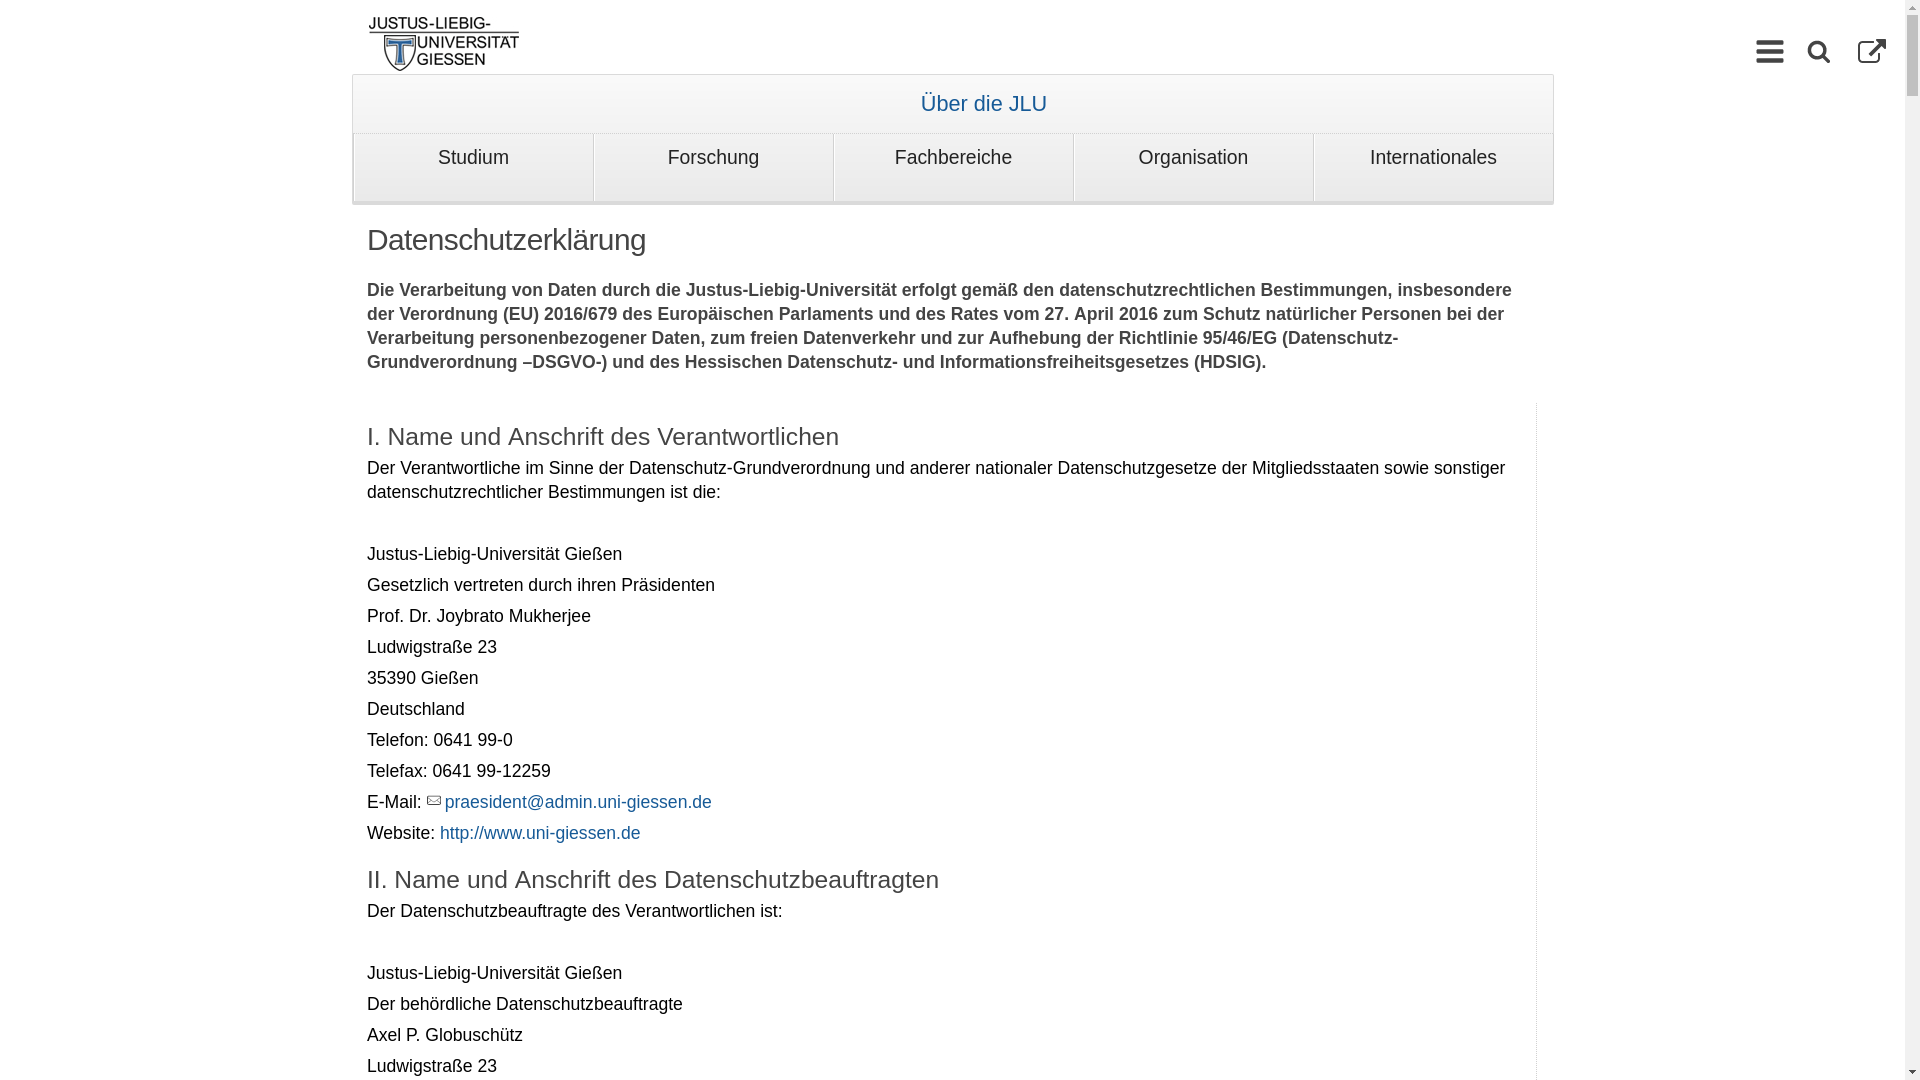 JUSTUS-LIEBIG-
UNIVERSITÄT
GIESSEN
Über die JLU
Studium
Forschung
Fachbereiche
Organisation
Internationales
Datenschutzerklärung
Die Verarbeitung von Daten durch die Justus-Liebig-Universität erfolgt gemäß den datenschutzrechtlichen Bestimmungen, insbesondere
der Verordnung (EU) 2016/679 des Europäischen Parlaments und des Rates vom 27. April 2016 zum Schutz natürlicher Personen bei der
Verarbeitung personenbezogener Daten, zum freien Datenverkehr und zur Aufhebung der Richtlinie 95/46/EG (Datenschutz-
Grundverordnung –DSGVO-) und des Hessischen Datenschutz- und Informationsfreiheitsgesetzes (HDSIG).
I. Name und Anschrift des Verantwortlichen
Der Verantwortliche im Sinne der Datenschutz-Grundverordnung und anderer nationaler Datenschutzgesetze der Mitgliedsstaaten sowie sonstiger
datenschutzrechtlicher Bestimmungen ist die:
Justus-Liebig-Universität Gießen
Gesetzlich vertreten durch ihren Präsidenten
Prof. Dr. Joybrato Mukherjee
Ludwigstraße 23
35390 Gießen
Deutschland
Telefon: 0641 99-0
Telefax: 0641 99-12259
E-Mail: praesident@admin.uni-giessen.de
Website: http://www.uni-giessen.de
II. Name und Anschrift des Datenschutzbeauftragten
Der Datenschutzbeauftragte des Verantwortlichen ist:
Justus-Liebig-Universität Gießen
Der behördliche Datenschutzbeauftragte
Axel P. Globuschütz
Ludwigstraße 23